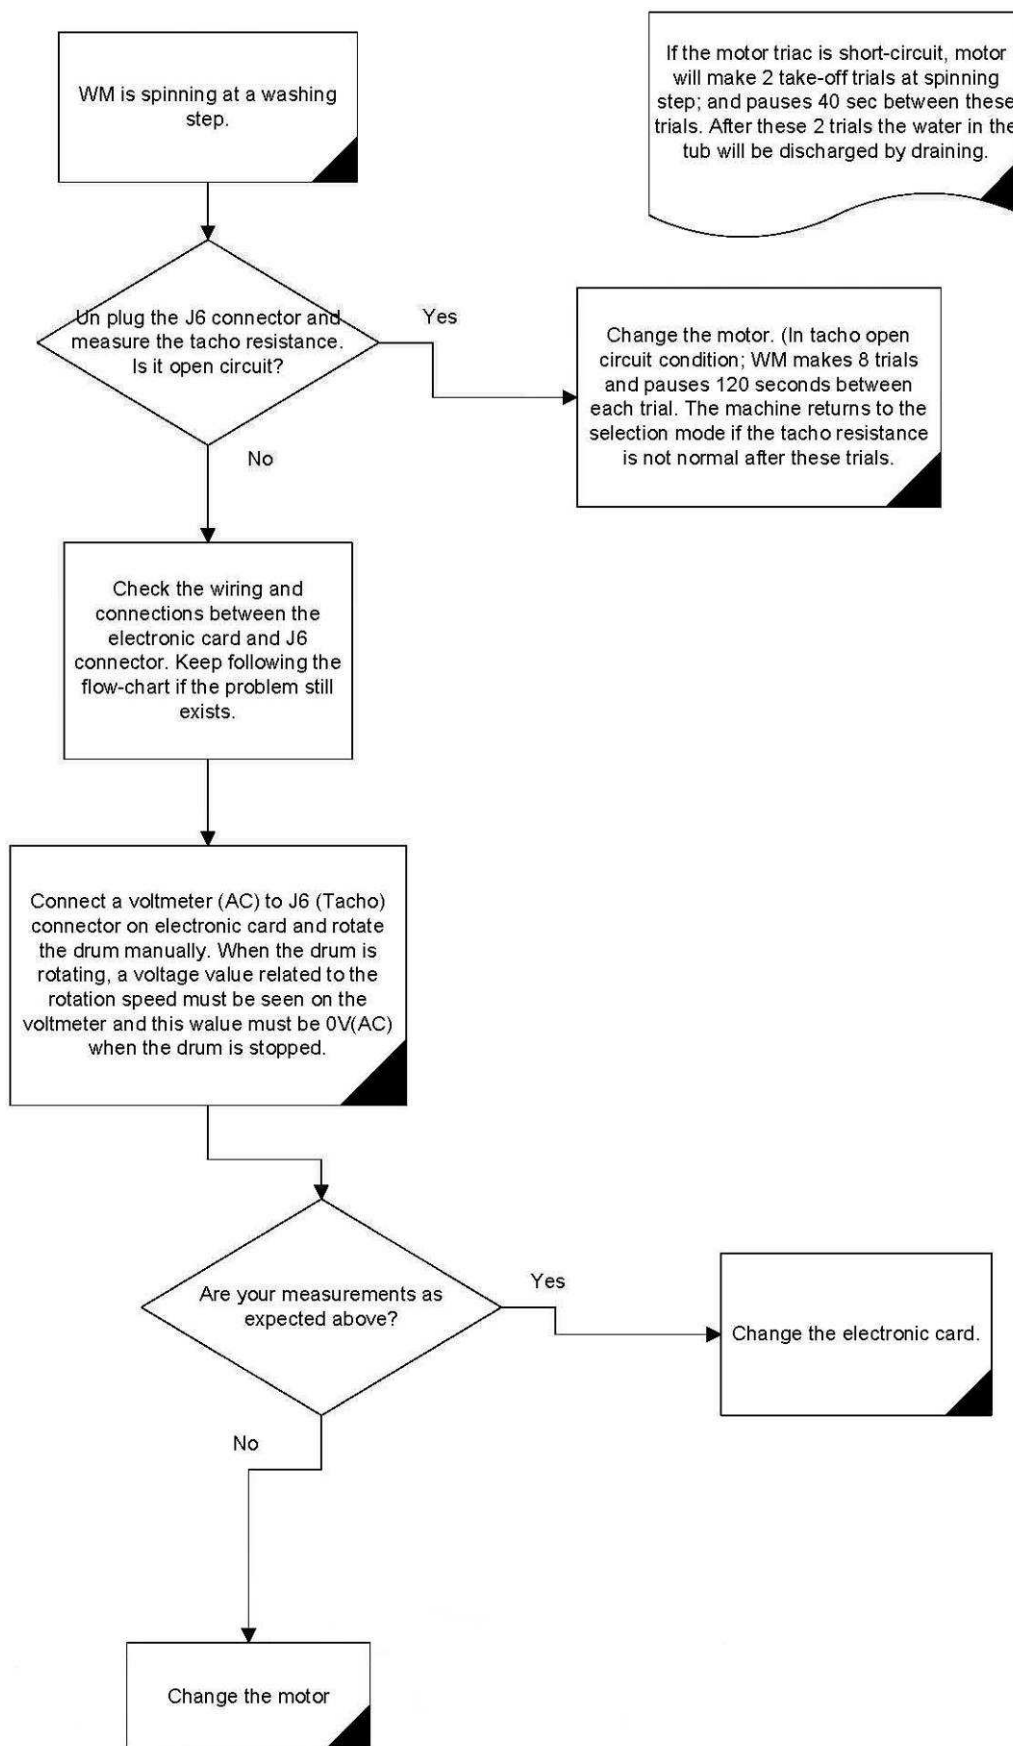 WM is spinning at a washing
step.
If the motor triac is short-circuit, motor
will make 2 take-off trials at spinning
step; and pauses 40 sec between these
trials. After these 2 trials the water in the
tub will be discharged by draining.
Un plug the J6 connector and
measure the tacho resistance.
Is it open circuit?
Yes
Change the motor. (In tacho open
circuit condition; WM makes 8 trials
and pauses 120 seconds between
each trial. The machine returns to the
selection mode if the tacho resistance
is not normal after these trials.
No
Check the wiring and
connections between the
electronic card and J6
connector. Keep following the
flow-chart if the problem still
exists.
Connect a voltmeter (AC) to J6 (Tacho)
connector on electronic card and rotate
the drum manually. When the drum is
rotating, a voltage value related to the
rotation speed must be seen on the
voltmeter and this walue must be 0V(AC)
when the drum is stopped.
Are your measurements as
expected above?
Yes
Change the electronic card.
No
Change the motor